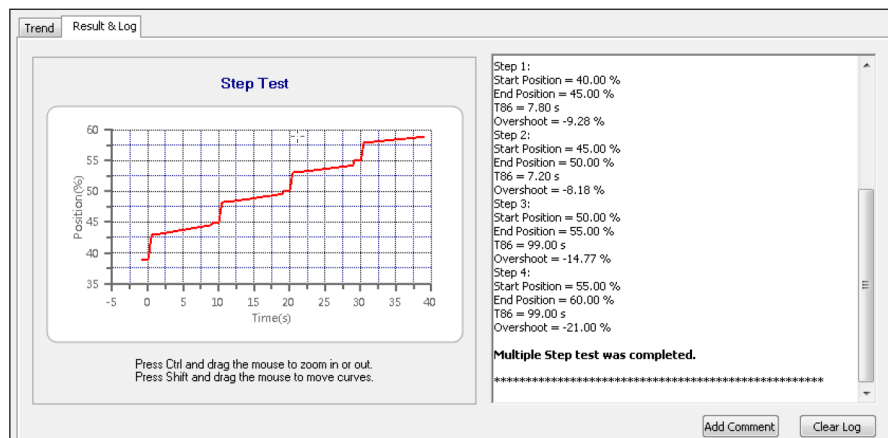 Trend
Result & Log
Step Test
60
55
50
45
40
35
Position(%)
-5 0 5 10 15 20 25 30 35 40
Time(s)
Press Ctrl and drag the mouse to zoom in or out.
Press Shift and drag the mouse to move curves.
Step 1:
Start Position = 40.00 %
End Position = 45.00 %
T86 = 7.80 s
Overshoot = -9.28 %
Step 2:
Start Position = 45.00 %
End Position = 50.00 %
T86 = 7.20 s
Overshoot = -8.18 %
Step 3:
Start Position = 50.00 %
End Position = 55.00 %
T86 = 99.00 s
Overshoot = -14.77 %
Step 4:
Start Position = 55.00 %
End Position = 60.00 %
T86 = 99.00 s
Overshoot = -21.00 %
Multiple Step test was completed.
****************************************************
Add Comment
Clear Log